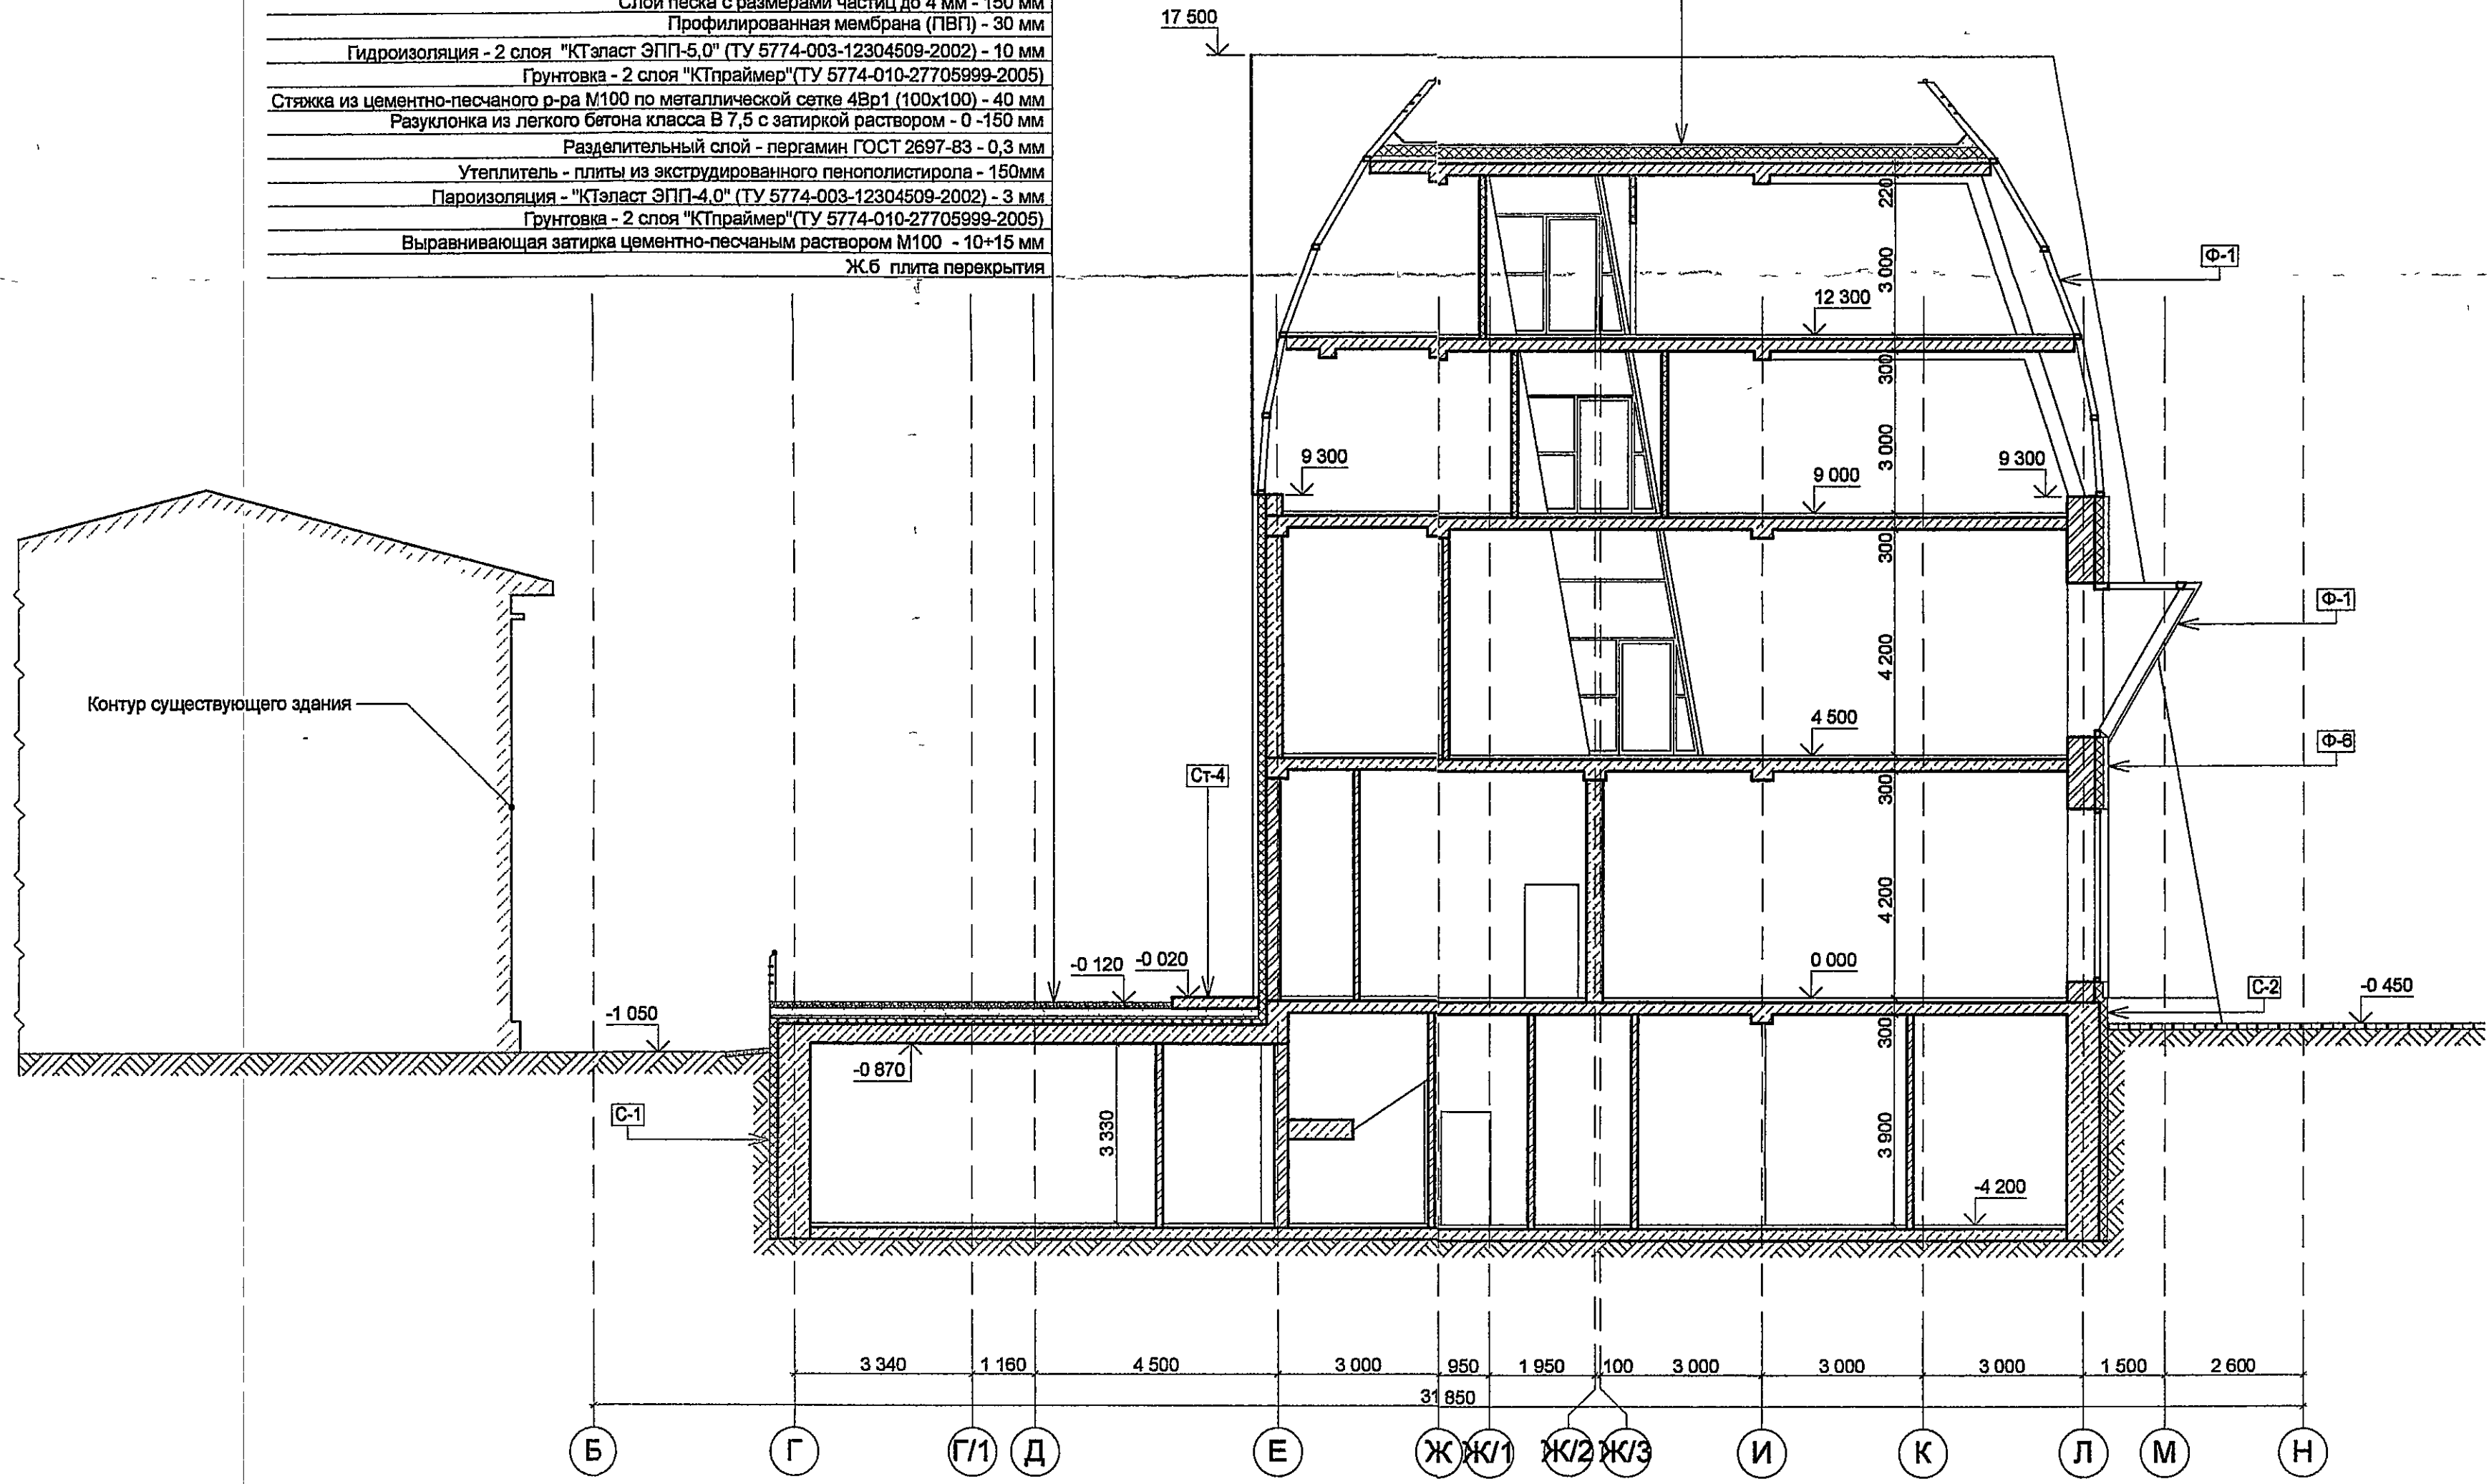 Слой песка с размерами частиц до 4 мм - 150 мм
Профилированная мембрана (ПВП) - 30 мм
Гидроизоляция - 2 слоя "КТэласт ЭПП-5,0" (ТУ 5774-003-12304509-2002) - 10 мм
Грунтовка - 2 слоя "КТпраймер"(ТУ 5774-010-27705999-2005)
Стяжка из цементно-песчаного р-ра М100 по металлической сетке 4Вр1 (100х100) - 40 мм
Разуклонка из легкого бетона класса В 7,5 с затиркой раствором - 0 -150 мм
Разделительный слой - пергамин ГОСТ 2697-83 - 0,3 мм
Утеплитель - плиты из экструдированного пенополистирола - 150мм
Пароизоляция - "КТэласт ЭПП-4,0" (ТУ 5774-003-12304509-2002) - 3 мм
Грунтовка - 2 слоя "КТпраймер"(ТУ 5774-010-27705999-2005)
Выравнивающая затирка цементно-песчаным раствором М100 - 10÷15 мм
Ж.б плита перекрытия
17 500
220
Ф-1
3 000
12 300
300
9 300
3 000
9 000
9 300
300
Ф-1
4 200
Контур существующего здания
4 500
Ф-6
Ст-4
300
4 200
-0 120
-0 020
0 000
С-2
-0 450
-1 050
300
-0 870
С-1
3 330
3 900
-4 200
3 340
1 160
4 500
3 000
950
1 950
100
3 000
3 000
3 000
1 500
2 600
31 850
Б
Г
Г/1
Д
Е
Ж
Ж/1
Ж/2
Ж/3
И
К
Л
М
Н